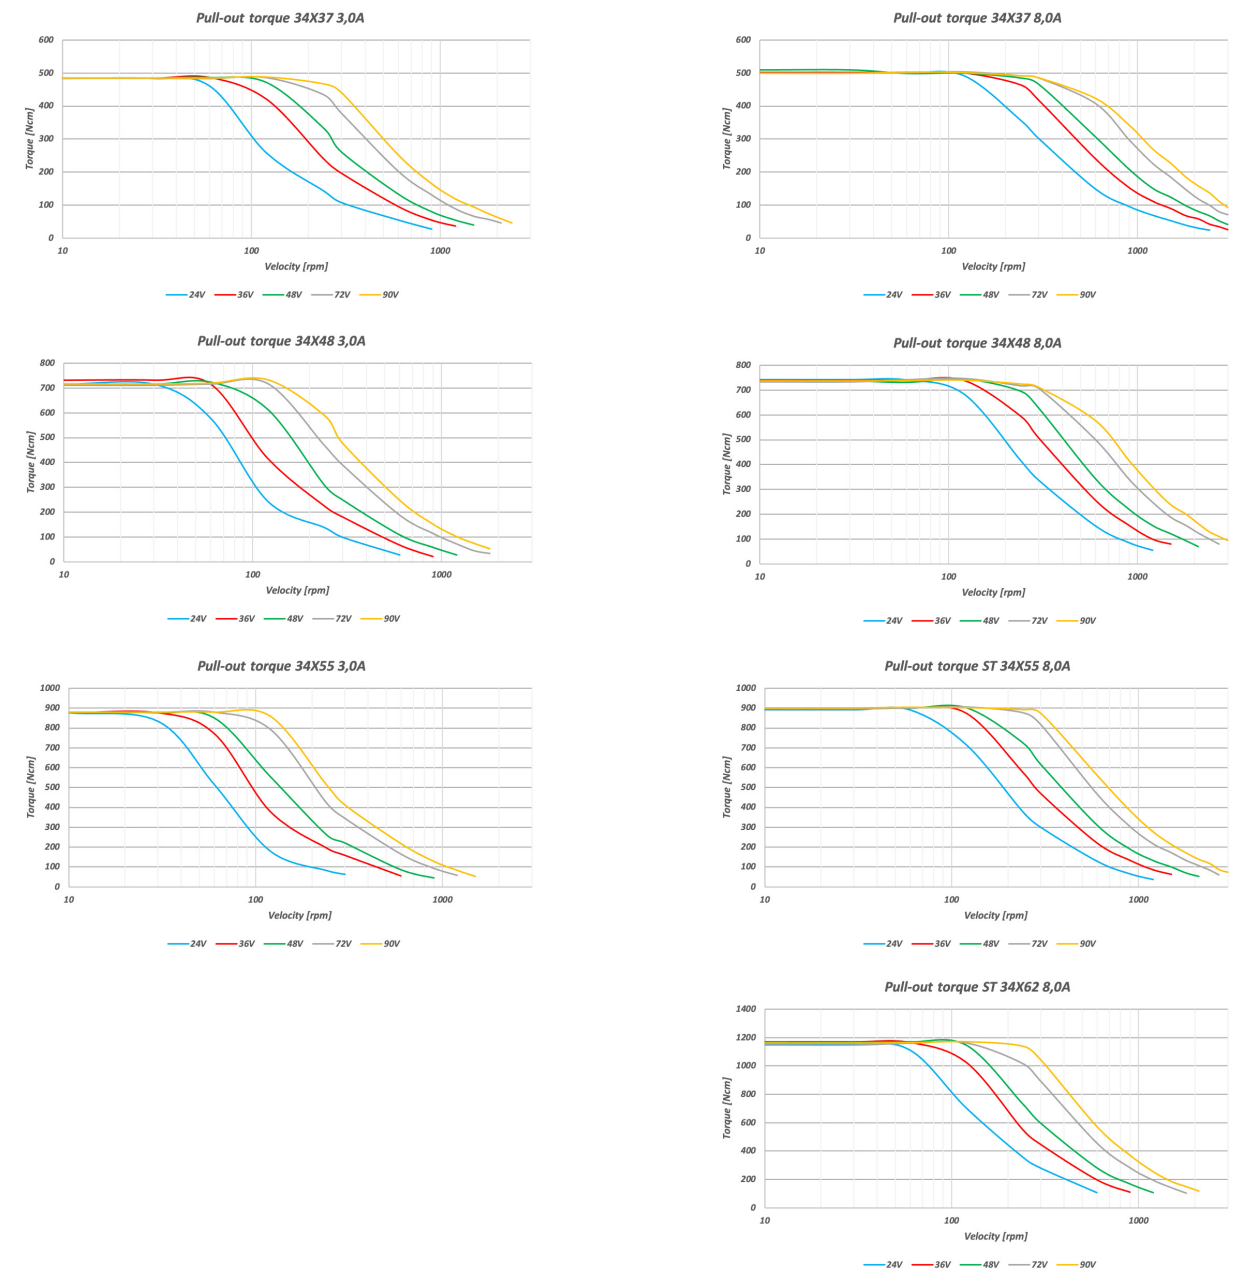 Pull-out torque 34X37 3,0A
600
500
400
300
200
100
0
Torque [Ncm]
10 100 1000
Velocity [rpm]
24V 36V 48V 72V 90V
Pull-out torque 34X37 8,0A
600
500
400
300
200
100
0
Torque [Ncm]
10 100 1000
Velocity [rpm]
24V 36V 48V 72V 90V
Pull-out torque 34X48 3,0A
800
700
600
500
400
300
200
100
0
Torque [Ncm]
10 100 1000
Velocity [rpm]
24V 36V 48V 72V 90V
Pull-out torque 34X48 8,0A
800
700
600
500
400
300
200
100
0
Torque [Ncm]
10 100 1000
Velocity [rpm]
24V 36V 48V 72V 90V
Pull-out torque 34X55 3,0A
1000
900
800
700
600
500
400
300
200
100
0
Torque [Ncm]
10 100 1000
Velocity [rpm]
24V 36V 48V 72V 90V
Pull-out torque ST 34X55 8,0A
1000
900
800
700
600
500
400
300
200
100
0
Torque [Ncm]
10 100 1000
Velocity [rpm]
24V 36V 48V 72V 90V
Pull-out torque ST 34X62 8,0A
1400
1200
1000
800
600
400
200
0
Torque [Ncm]
10 100 1000
Velocity [rpm]
24V 36V 48V 72V 90V